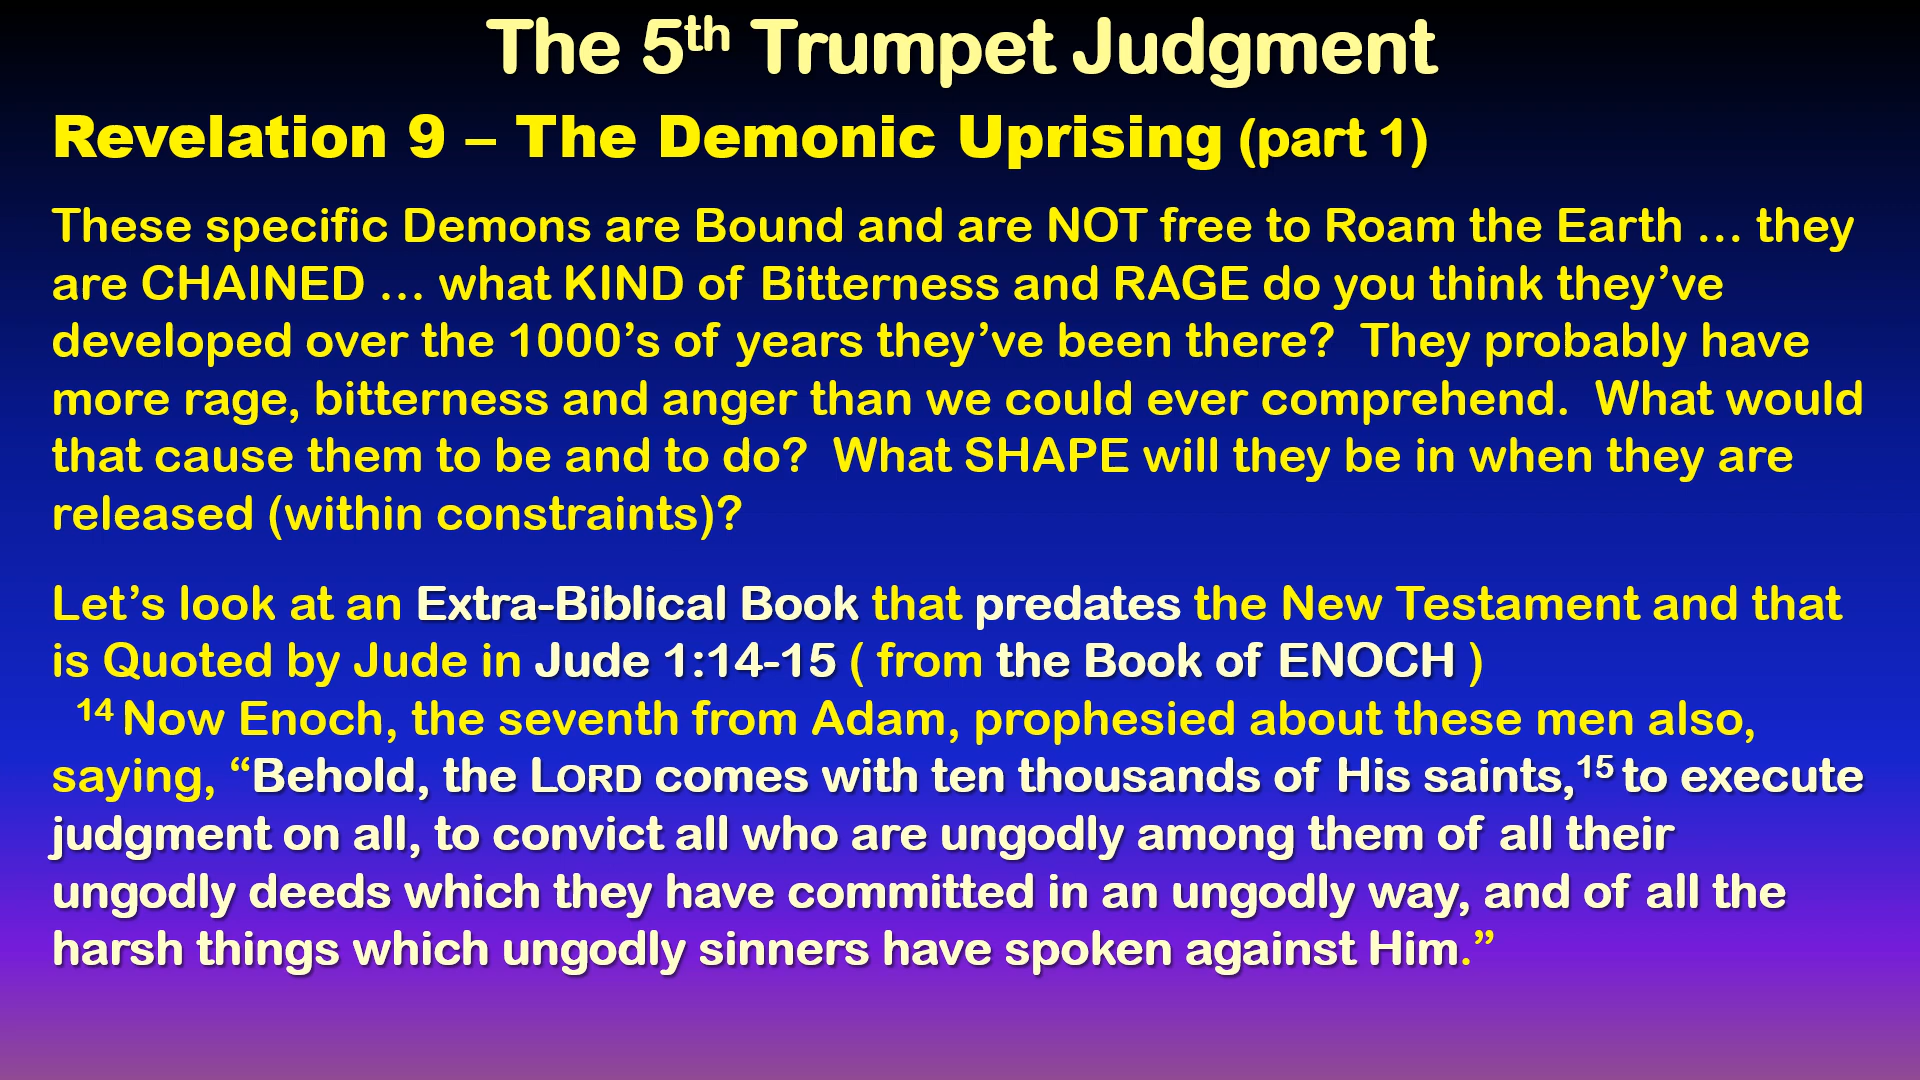 The 5th Trumpet Judgment
Revelation 9 – The Demonic Uprising (part 1)
These specific Demons are Bound and are NOT free to Roam the Earth … they
are CHAINED … what KIND of Bitterness and RAGE do you think they’ve
developed over the 1000’s of years they’ve been there?  They probably have
more rage, bitterness and anger than we could ever comprehend.  What would
that cause them to be and to do?  What SHAPE will they be in when they are
released (within constraints)?
Let’s look at an Extra-Biblical Book that predates the New Testament and that
is Quoted by Jude in Jude 1:14-15 ( from the Book of ENOCH )
14 Now Enoch, the seventh from Adam, prophesied about these men also,
saying, “Behold, the LORD comes with ten thousands of His saints,15 to execute
judgment on all, to convict all who are ungodly among them of all their
ungodly deeds which they have committed in an ungodly way, and of all the
harsh things which ungodly sinners have spoken against Him.”